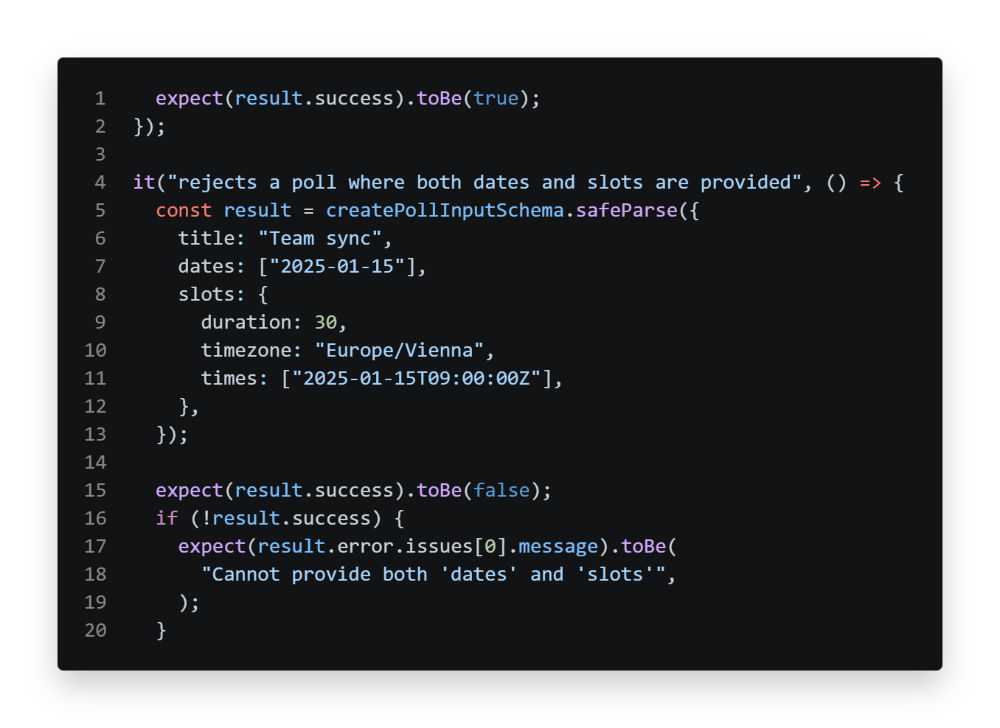 1 expect(result.success).toBe(true);
2 });
3
4 it("rejects a poll where both dates and slots are provided", () => {
5 const result = createPollInputSchema.safeParse({
6 title: "Team sync",
7 dates: ["2025-01-15"],
8 slots: {
9 duration: 30,
10 timezone: "Europe/Vienna",
11 times: ["2025-01-15T09:00:00Z"],
12 },
13 });
14
15 expect(result.success).toBe(false);
16 if (!result.success) {
17 expect(result.error.issues[0].message).toBe(
18 "Cannot provide both 'dates' and 'slots'",
19 );
20 }